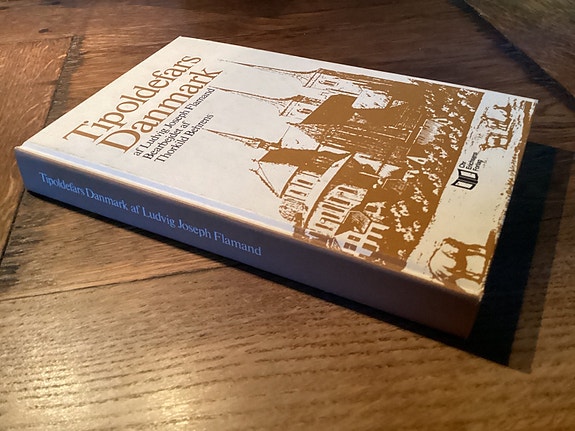 Tipoldefars
Danmark
af Ludvig Joseph Flamand
Bearbejdet af
Thorkild Behrens
Tipoldefars Danmark af Ludvig Joseph Flamand